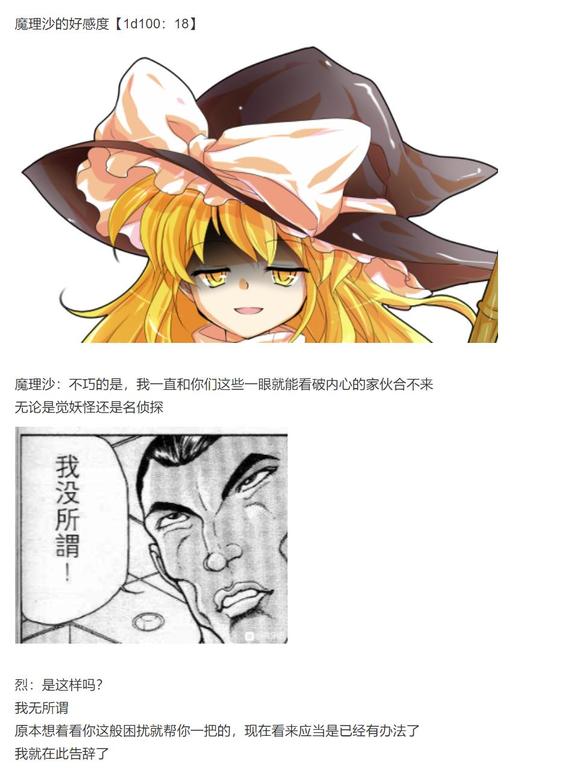 魔理沙的好感度【1d100：18】
魔理沙：不巧的是，我一直和你们这些一眼就能看破内心的家伙合不来
无论是觉妖怪还是名侦探
我没所謂！
烈：是这样吗？
我无所谓
原本想着看你这般困扰就帮你一把的，现在看来应当是已经有办法了
我就在此告辞了